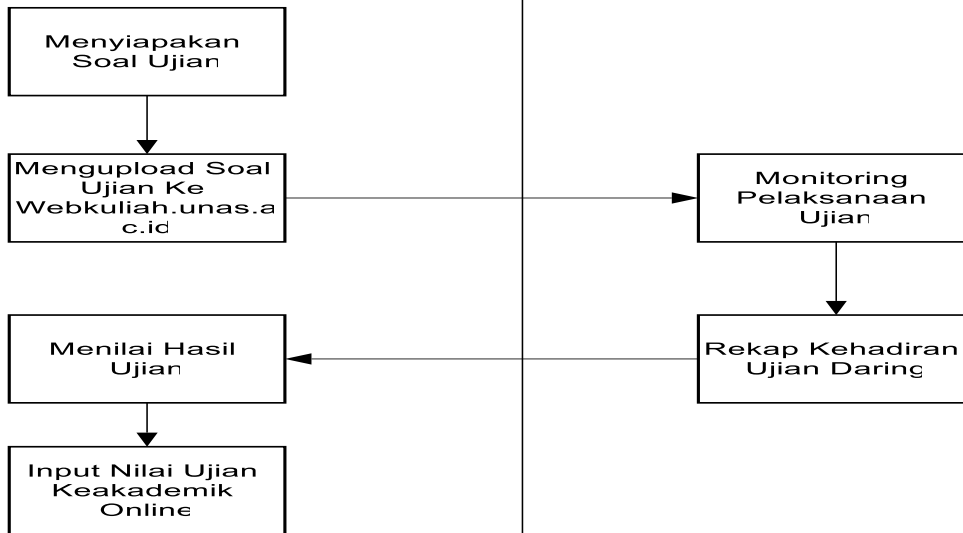 Menyiapakan
Soal Ujian
Mengupload Soal
Ujian Ke
Webkuliah.unas.a
c.id
Monitoring
Pelaksanaan
Ujian
Menilai Hasil
Ujian
Rekap Kehadiran
Ujian Daring
Input Nilai Ujian
Keakademik
Online